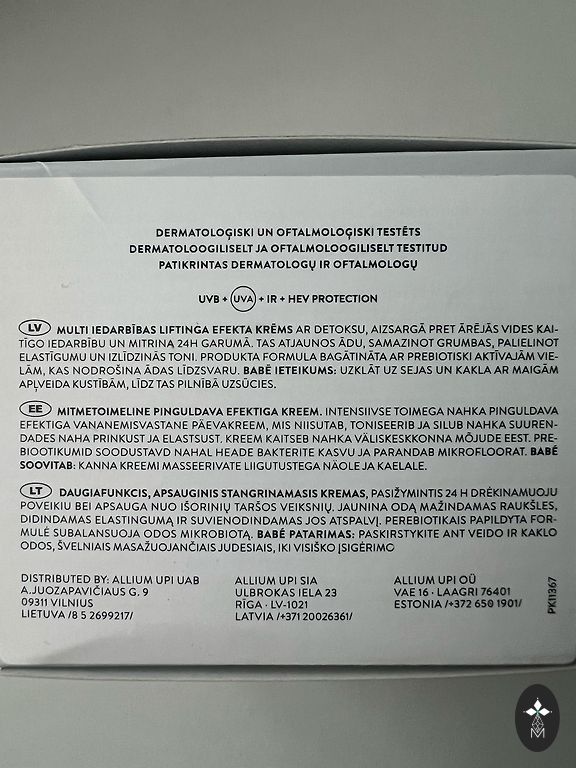 DERMATOLOĢISKI UN OFTALMOLOĢISKI TESTĒTS
DERMATOLOOGILISELT JA OFTALMOLOOGILISELT TESTITUD
PATIKRINTAS DERMATOLOGŲ IR OFTALMOLOGŲ
UVB + UVA + IR + HEV PROTECTION
LV MULTI IEDARBĪBAS LIFTINGA EFEKTA KRĒMS AR DETOKSU, AIZSARGĀ PRET ĀRĒJĀS VIDES KAI-
TĪGO IEDARBĪBU UN MITRINA 24H GARUMĀ. TAS ATJAUNOS ĀDU, SAMAZINOT GRUMBAS, PALIELINOT
ELASTĪGUMU UN IZLĪDZINĀS TONI. PRODUKTA FORMULA BAGĀTINĀTA AR PREBIOTISKI AKTĪVAJĀM VIE-
LĀM, KAS NODROŠINA ĀDAS LĪDZSVARU. BABÉ IETEIKUMS: UZKLĀT UZ SEJAS UN KAKLA AR MAIGĀM
APĻVEIDA KUSTĪBĀM, LĪDZ TAS PILNĪBĀ UZSŪCIES.
EE MITMETOIMELINE PINGULDAVA EFEKTIGA KREEM. INTENSIIVSE TOIMEGA NAHKA PINGULDAVA
EFEKTIGA VANANEMISVASTANE PÄEVAKREEM, MIS NIISUTAB, TONISEERIB JA SILUB NAHKA SUUREN-
DADES NAHA PRINKUST JA ELASTSUST. KREEM KAITSEB NAHKA VÄLISKESKKONNA MÕJUDE EEST. PRE-
BIOOTIKUMID SOODUSTAVD NAHAL HEADE BAKTERITE KASVU JA PARANDAB MIKROFLOORAT. BABÉ
SOOVITAB: KANNA KREEMI MASSEERIVATE LIIGUTUSTEGA NÄOLE JA KAELALE.
LT DAUGIAFUNKCIS, APSAUGINIS STANGRINAMASIS KREMAS, PASIŽYMINTIS 24 H DRĖKINAMUOJU
POVEIKIU BEI APSAUGA NUO IŠORINIŲ TARŠOS VEIKSNIŲ. JAUNINA ODĄ MAŽINDAMAS RAUKŠLES,
DIDINDAMAS ELASTINGUMĄ IR SUVIENODINDAMAS JOS ATSPALVĮ. PEREBIOTIKAIS PAPILDYTA FOR-
MULĖ SUBALANSUOJA ODOS MIKROBIOTĄ. BABÉ PATARIMAS: PASKIRSTYKITE ANT VEIDO IR KAKLO
ODOS, ŠVELNIAIS MASAŽUOJANČIAIS JUDESIAIS, IKI VISIŠKO ĮSIGĖRIMO
DISTRIBUTED BY: ALLIUM UPI UAB
A.JUOZAPAVIČIAUS G. 9
09311 VILNIUS
LIETUVA /8 5 2699217/
ALLIUM UPI SIA
ULBROKAS IELA 23
RĪGA · LV-1021
LATVIA /+371 20026361/
ALLIUM UPI OÜ
VAE 16 · LAAGRI 76401
ESTONIA /+372 650 1901/
PK11367
M